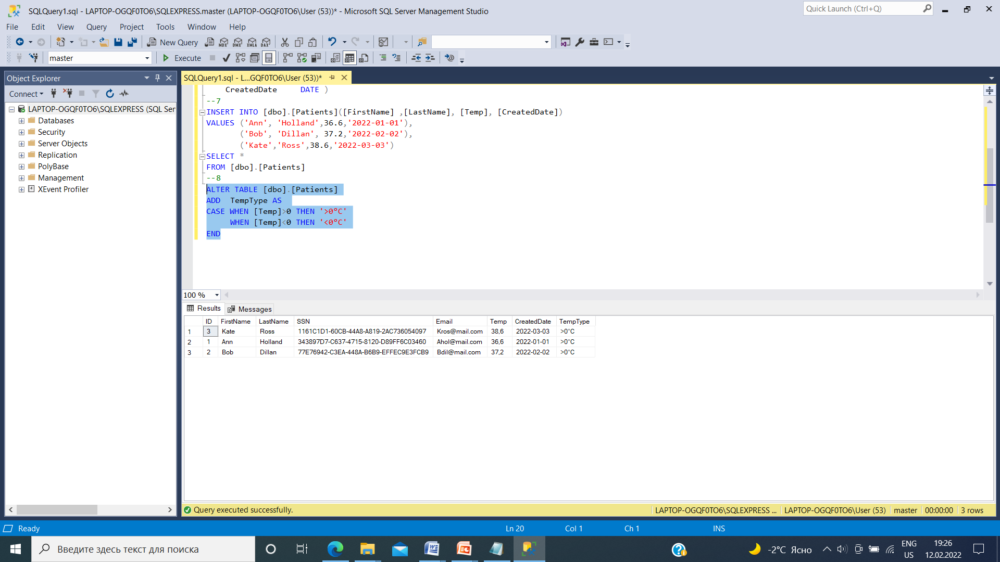 SQLQuery1.sql - LAPTOP-OGQF0TO6\SQLEXPRESS.master (LAPTOP-OGQF0TO6\User (53))* - Microsoft SQL Server Management Studio
Quick Launch (Ctrl+Q)
File Edit View Query Project Tools Window Help
New Query MDX DMX XMLA DAX
master Execute
Object Explorer
Connect
LAPTOP-OGQF0TO6\SQLEXPRESS (SQL Ser
Databases
Security
Server Objects
Replication
PolyBase
Management
XEvent Profiler
SQLQuery1.sql - L...GQF0TO6\User (53))*
CreatedDate DATE )
--7
INSERT INTO [dbo].[Patients]([FirstName] ,[LastName], [Temp], [CreatedDate])
VALUES ('Ann', 'Holland',36.6,'2022-01-01'),
('Bob', 'Dillan', 37.2,'2022-02-02'),
('Kate','Ross',38.6,'2022-03-03')
SELECT *
FROM [dbo].[Patients]
--8
ALTER TABLE [dbo].[Patients]
ADD TempType AS
CASE WHEN [Temp]>0 THEN '>0°C'
WHEN [Temp]<0 THEN '<0°C'
END
100 %
Results Messages
ID FirstName LastName SSN Email Temp CreatedDate TempType
1 3 Kate Ross 1161C1D1-60CB-44A8-A819-2AC736054097 Kros@mail.com 38,6 2022-03-03 >0°C
2 1 Ann Holland 343897D7-C637-4715-8120-D89FF6C03460 Ahol@mail.com 36,6 2022-01-01 >0°C
3 2 Bob Dillan 77E76942-C3EA-448A-B6B9-EFFEC9E3FCB9 Bdil@mail.com 37,2 2022-02-02 >0°C
Query executed successfully. LAPTOP-OGQF0TO6\SQLEXPRESS ... LAPTOP-OGQF0TO6\User (53) master 00:00:00 3 rows
Ready Ln 20 Col 1 Ch 1 INS
Введите здесь текст для поиска
-2°C Ясно
ENG
US
19:26
12.02.2022